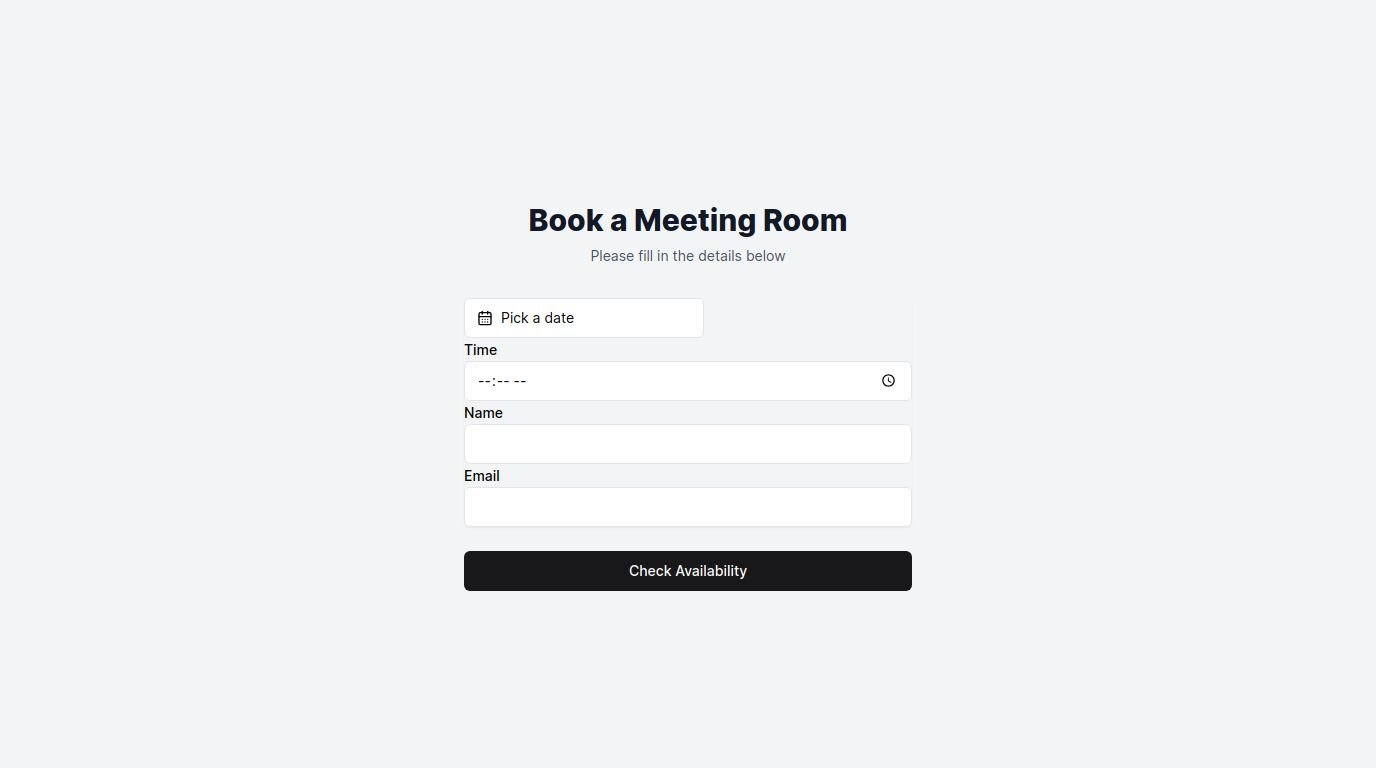 Book a Meeting Room
Please fill in the details below
Pick a date
Time
--:-- --
Name
Email
Check Availability